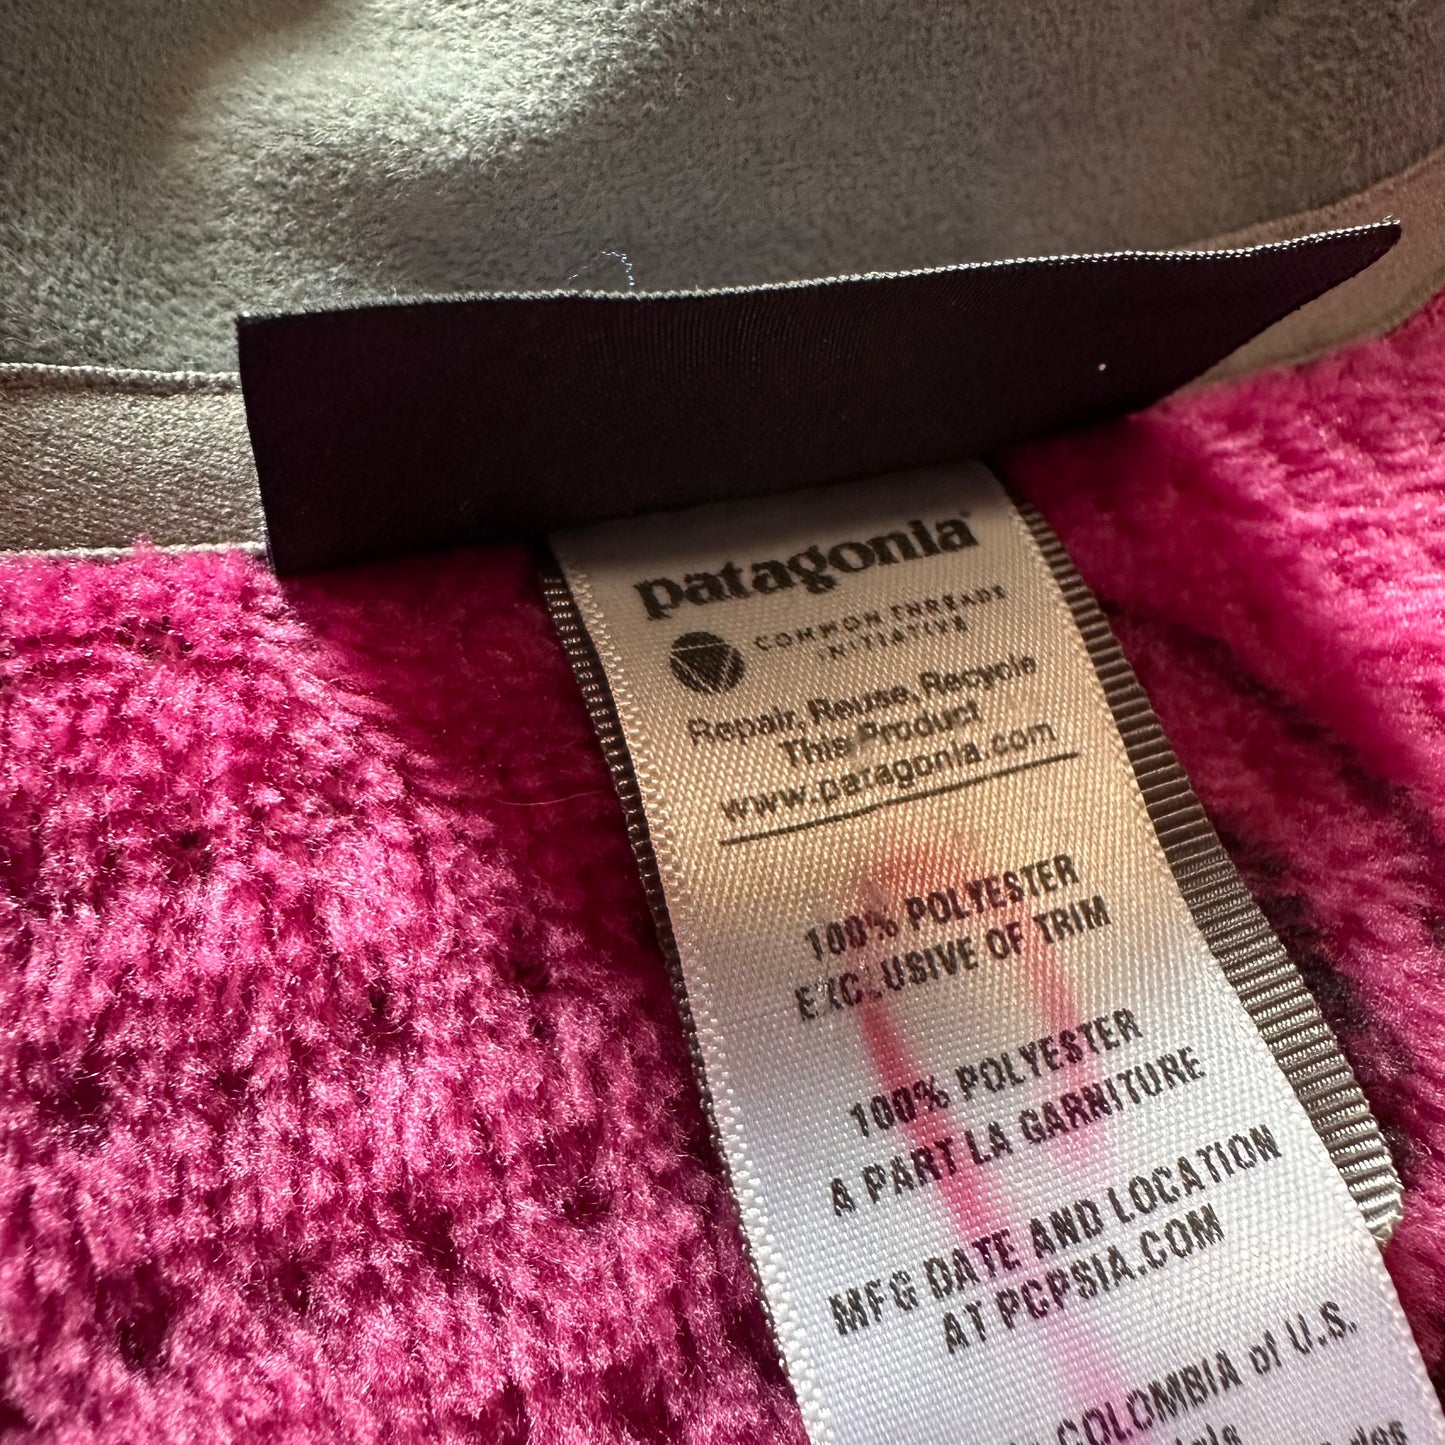 patagonia
COMMON THREADS
INITIATIVE
Repair, Reuse, Recycle
This Product
www.patagonia.com
100% POLYESTER
EXCLUSIVE OF TRIM
100% POLYESTER
A PART LA GARNITURE
MFG DATE AND LOCATION
AT PCPSIA.COM
COLOMBIA of U.S.